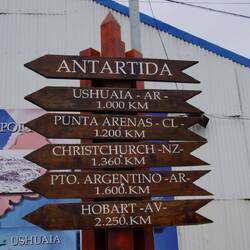 ANTARTIDA
USHUAIA - AR -
1.000 KM
PUNTA ARENAS - CL -
1.200 KM
CHRISTCHURCH -NZ-
1.360 KM
PTO. ARGENTINO -AR-
1.600 KM
HOBART -AV-
2.250 KM
USHUAIA